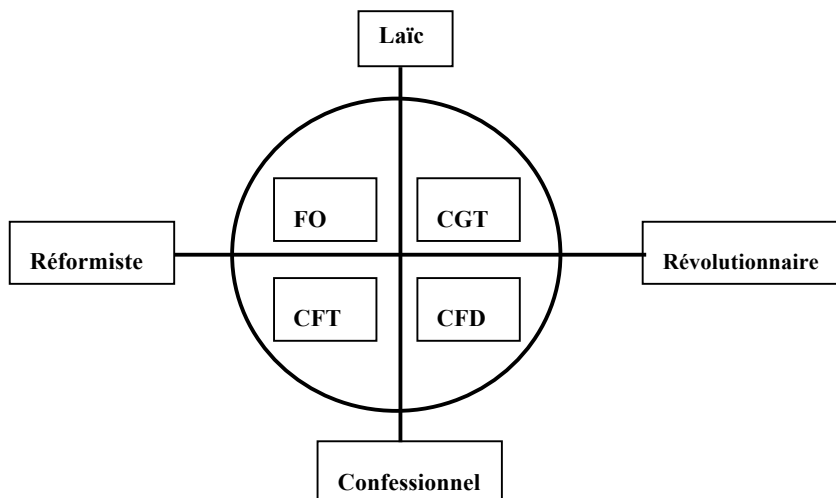 Laïc
FO
CGT
Réformiste
Révolutionnaire
CFT
CFD
Confessionnel